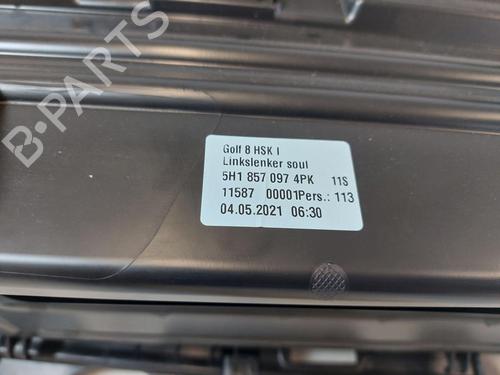 B-PARTS
Golf 8 HSK I
Linkslenker soul
5H1 857 097 4PK 11S
11587 00001Pers.: 113
04.05.2021 06:30